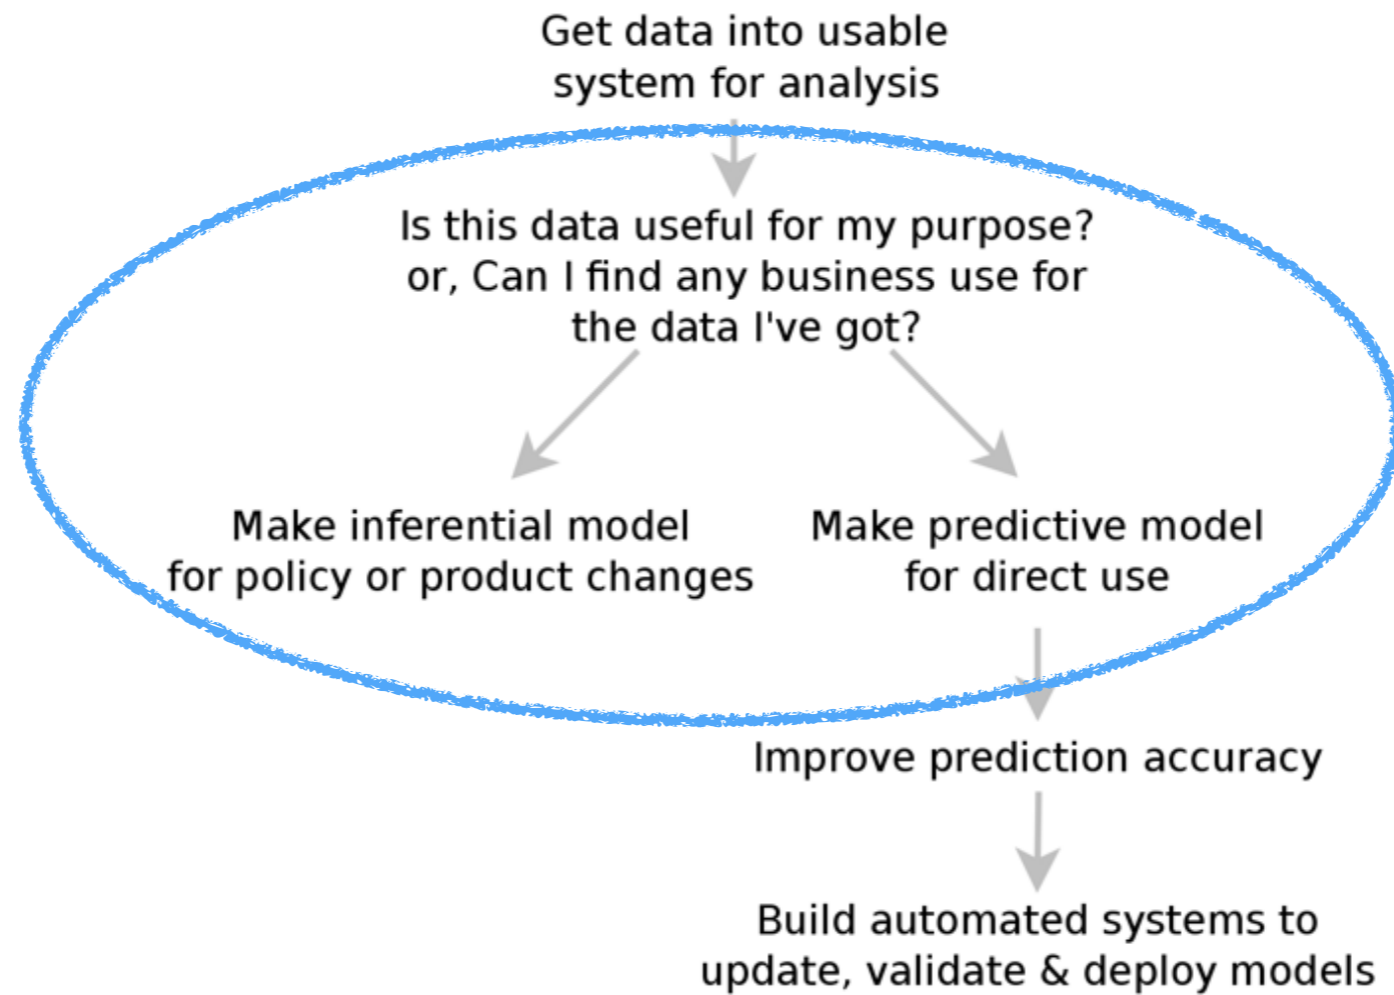 Get data into usable
system for analysis
Is this data useful for my purpose?
or, Can I find any business use for
the data I've got?
Make inferential model
for policy or product changes
Make predictive model
for direct use
Improve prediction accuracy
Build automated systems to
update, validate & deploy models